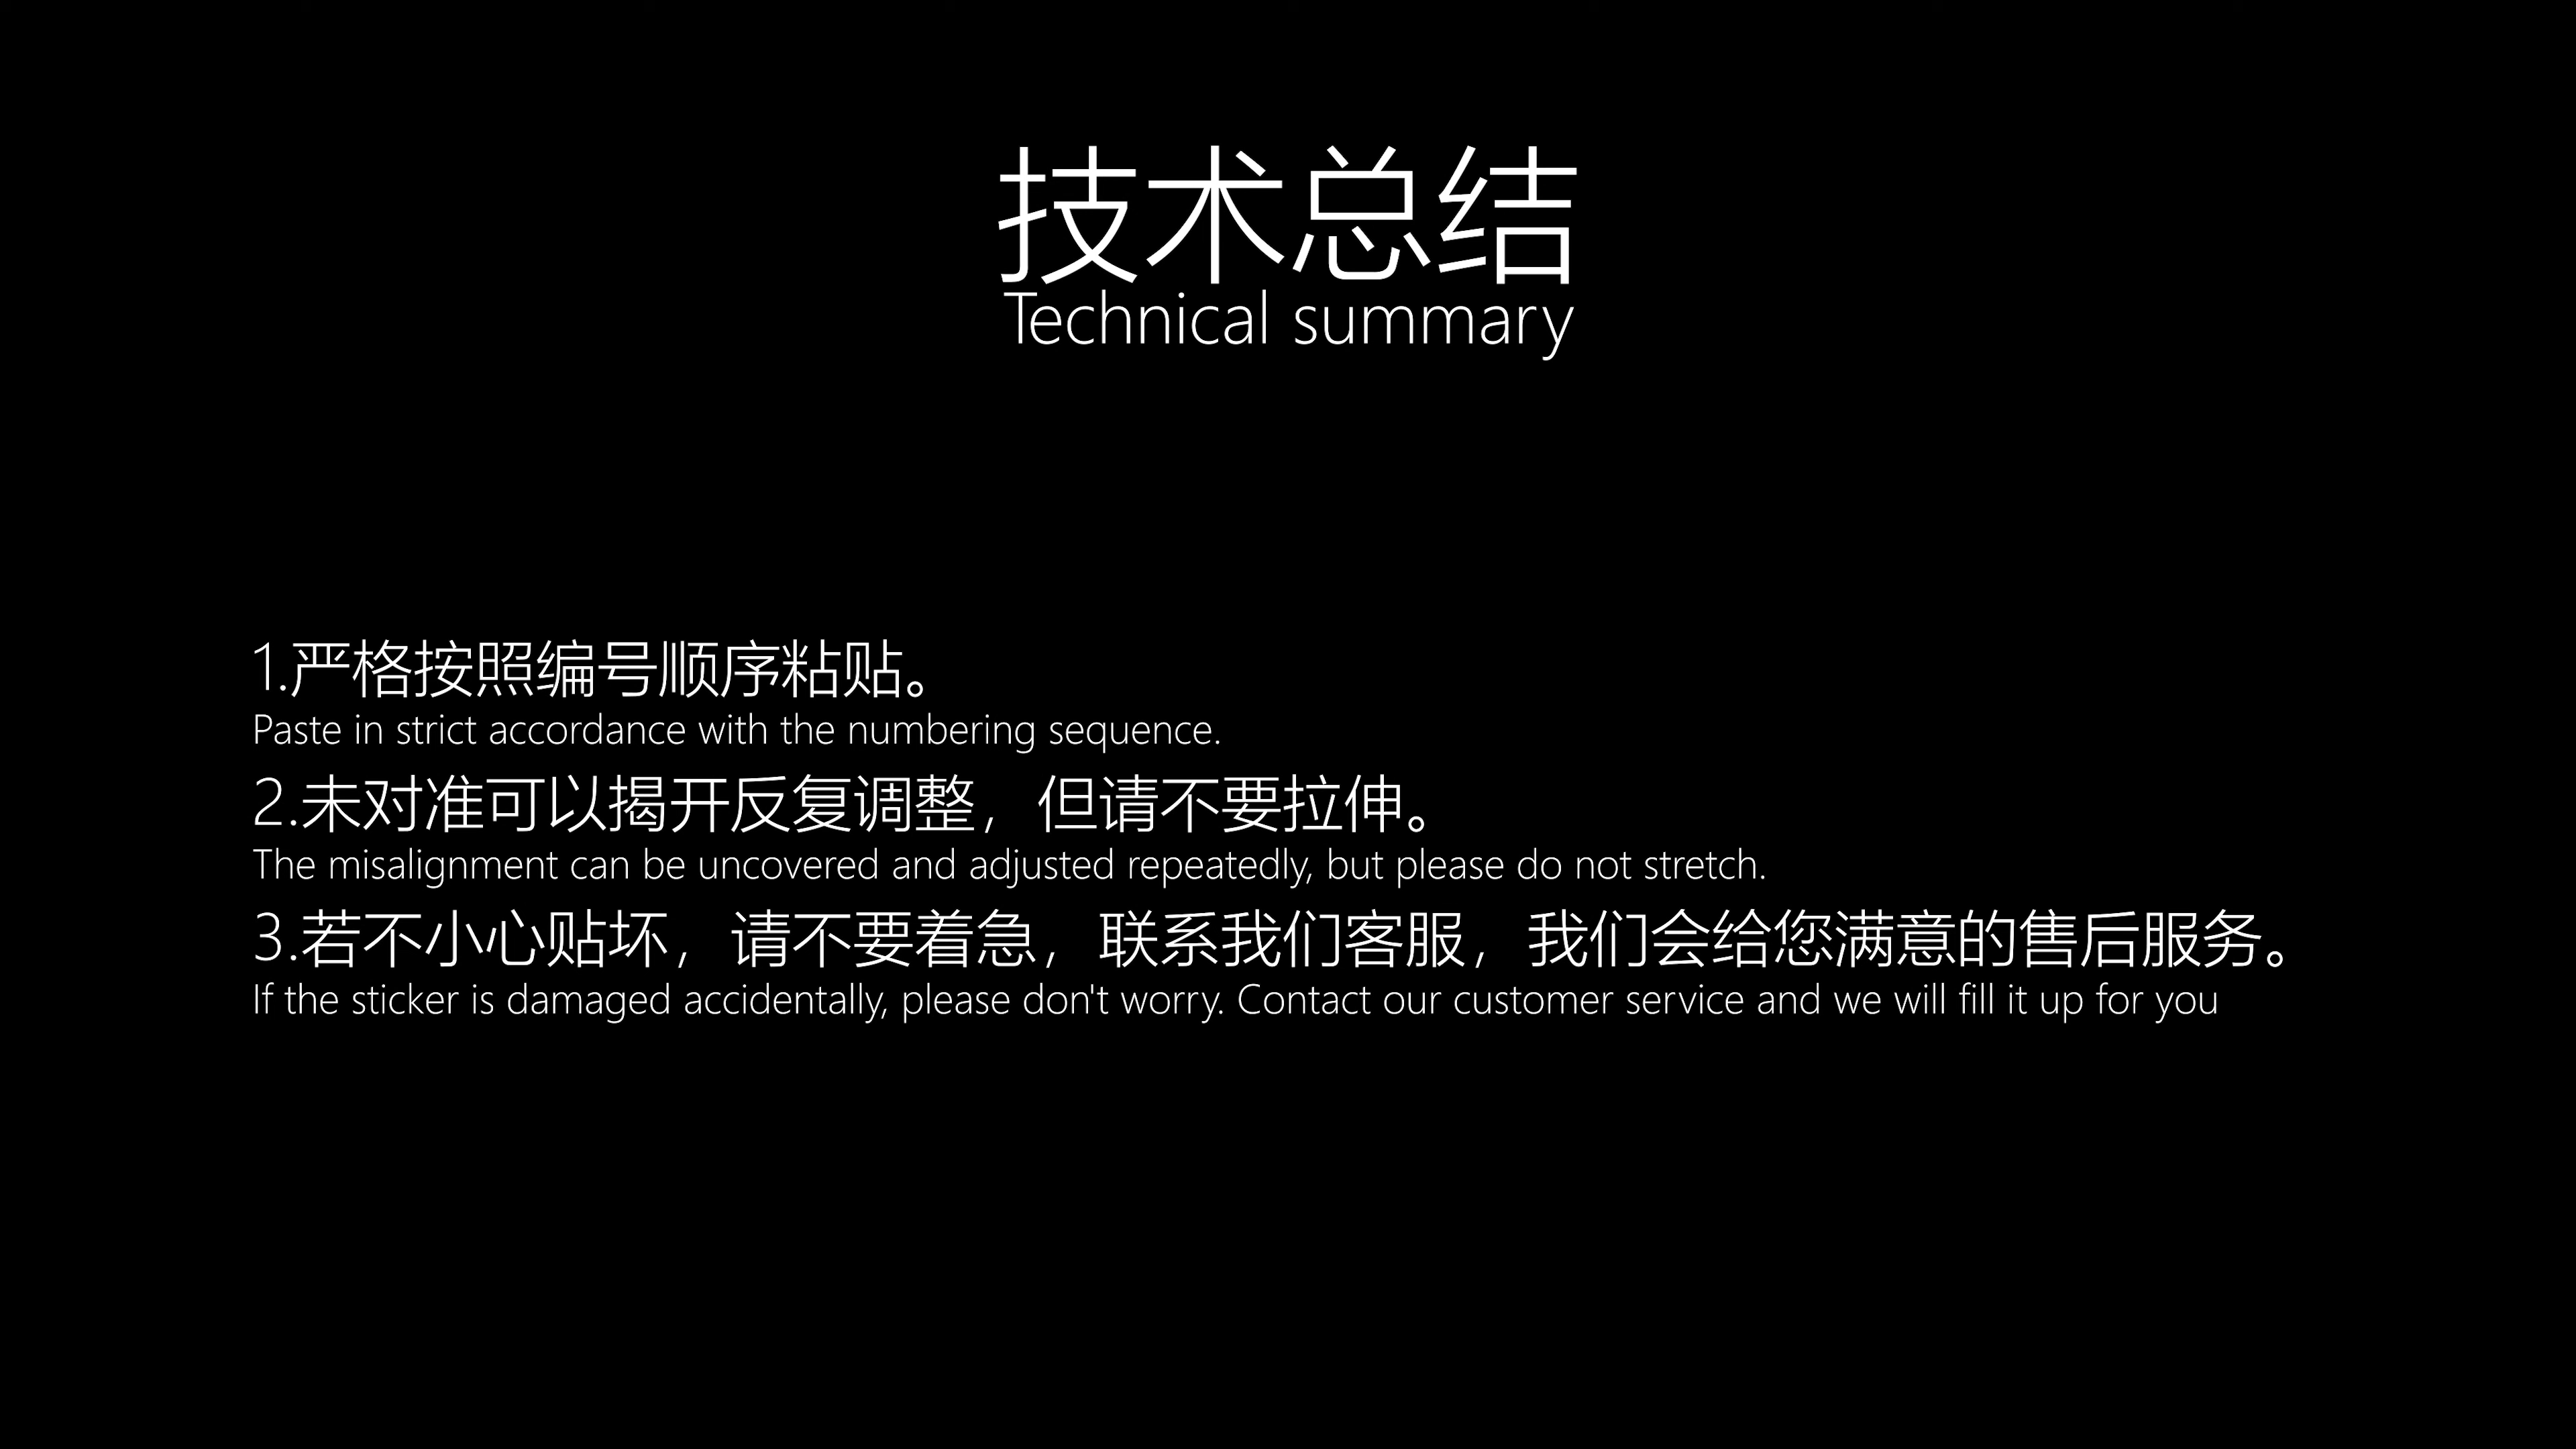 技术总结
Technical summary
1.严格按照编号顺序粘贴。
Paste in strict accordance with the numbering sequence.
2.未对准可以揭开反复调整，但请不要拉伸。
The misalignment can be uncovered and adjusted repeatedly, but please do not stretch.
3.若不小心贴坏，请不要着急，联系我们客服，我们会给您满意的售后服务。
If the sticker is damaged accidentally, please don't worry. Contact our customer service and we will fill it up for you